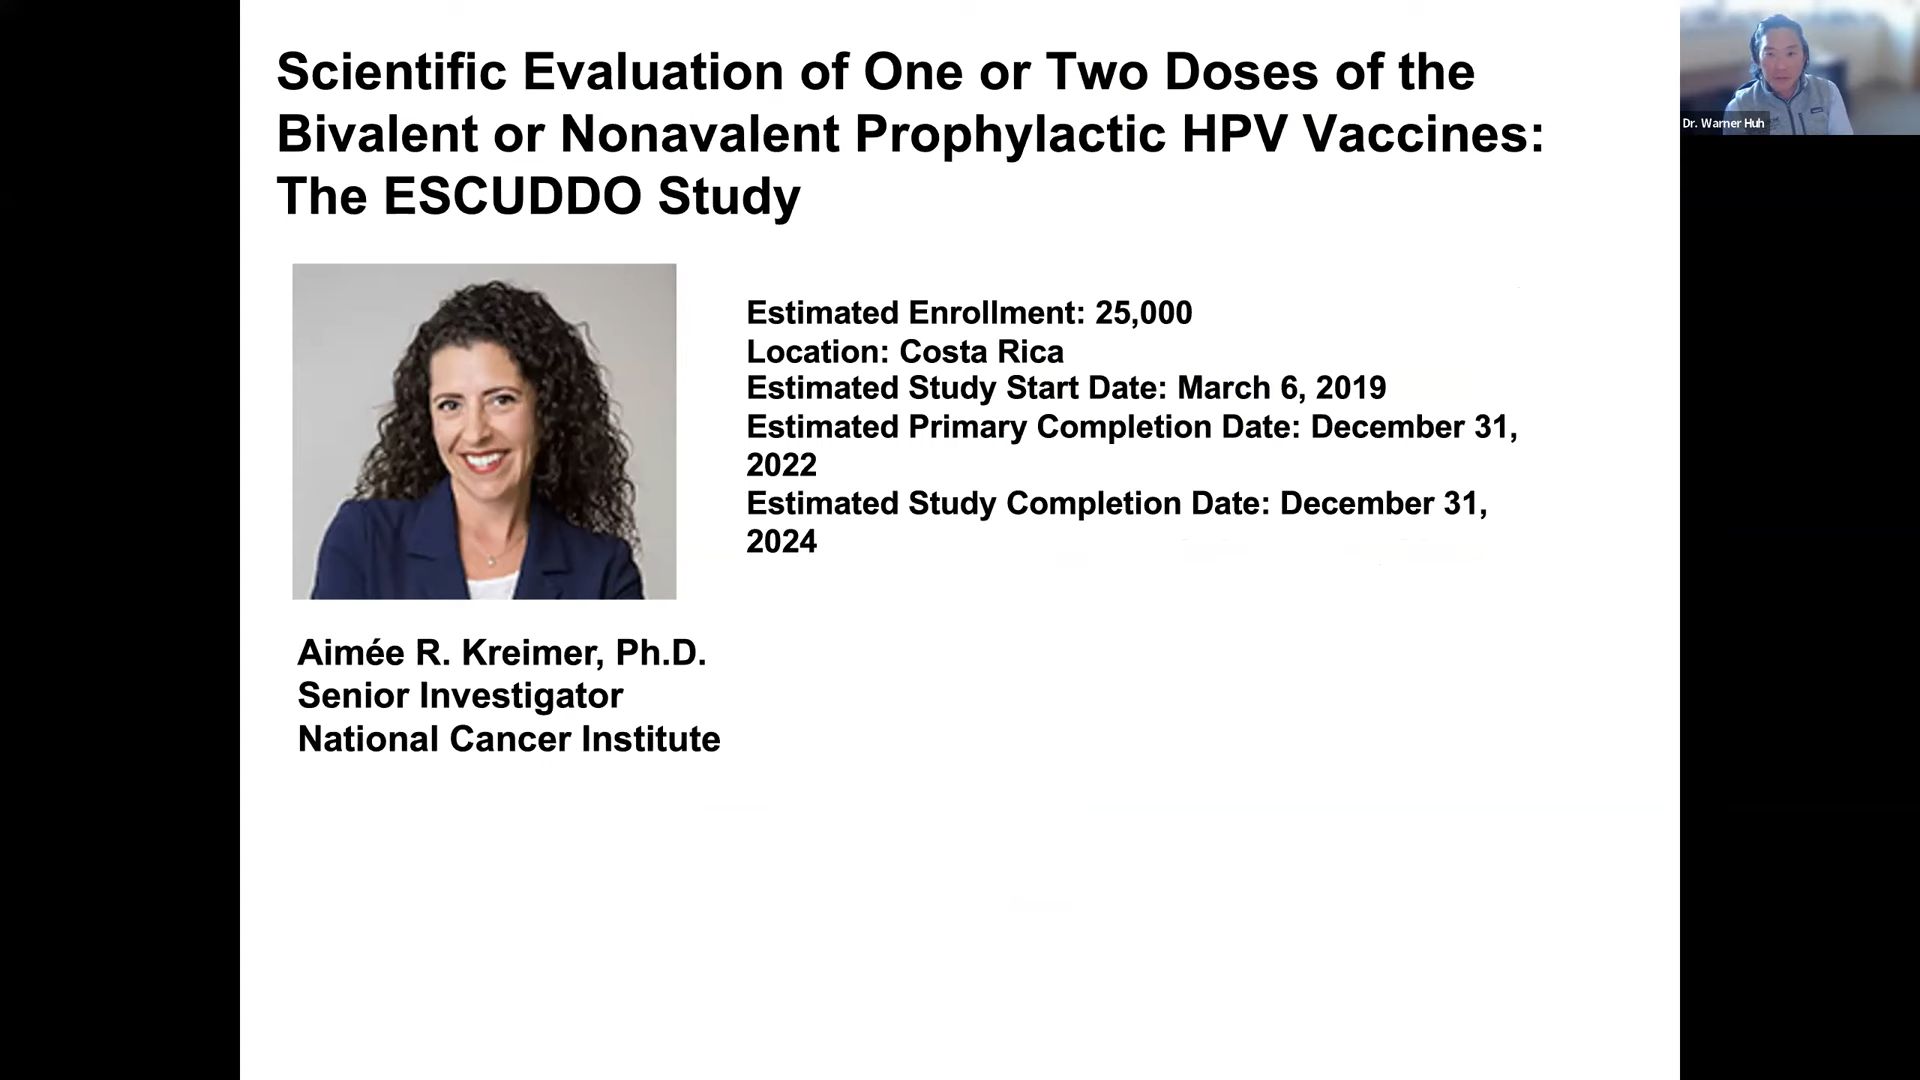 Scientific Evaluation of One or Two Doses of the
Bivalent or Nonavalent Prophylactic HPV Vaccines:
The ESCUDDO Study
Dr. Warner Huh
Estimated Enrollment: 25,000
Location: Costa Rica
Estimated Study Start Date: March 6, 2019
Estimated Primary Completion Date: December 31,
2022
Estimated Study Completion Date: December 31,
2024
Aimée R. Kreimer, Ph.D.
Senior Investigator
National Cancer Institute